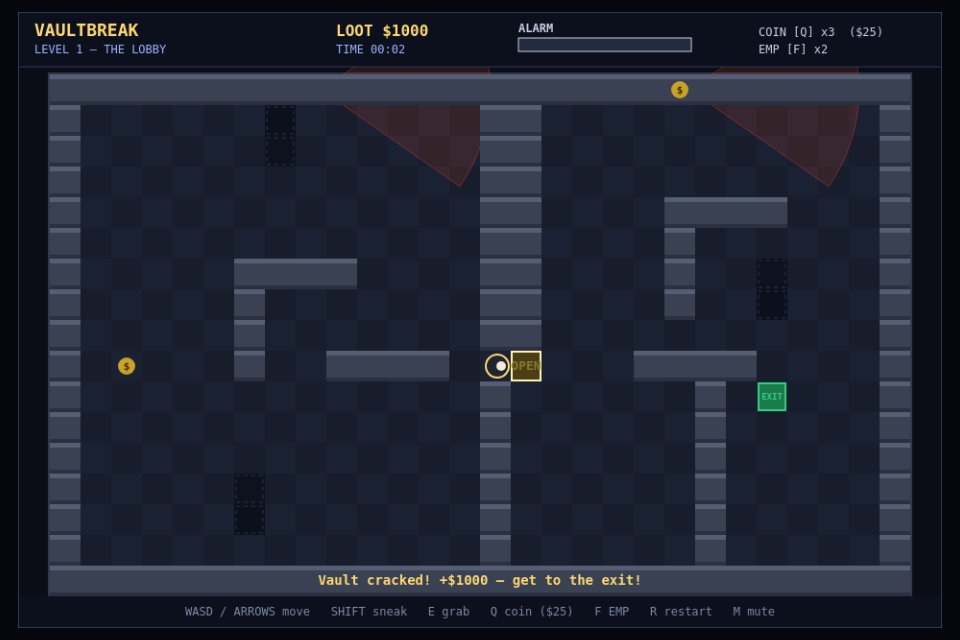 VAULTBREAK
LEVEL 1 — THE LOBBY
LOOT $1000
TIME 00:02
ALARM
COIN [Q] x3  ($25)
EMP [F] x2
$
$
OPEN
EXIT
Vault cracked! +$1000 — get to the exit!
WASD / ARROWS move   SHIFT sneak   E grab   Q coin ($25)   F EMP   R restart   M mute